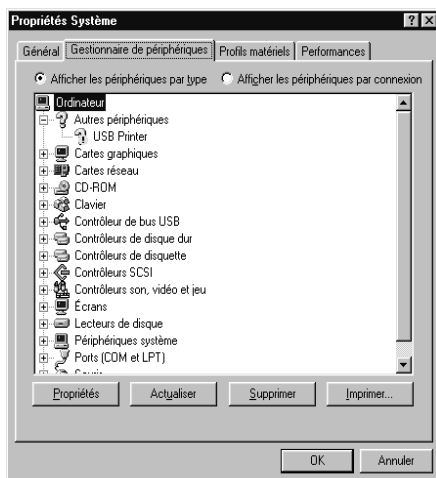 Propriétés Système
Général
Gestionnaire de périphériques
Profils matériels
Performances
Afficher les périphériques par type
Afficher les périphériques par connexion
Ordinateur
Autres périphériques
USB Printer
Cartes graphiques
Cartes réseau
CD-ROM
Clavier
Contrôleur de bus USB
Contrôleurs de disque dur
Contrôleurs de disquette
Contrôleurs SCSI
Contrôleurs son, vidéo et jeu
Écrans
Lecteurs de disque
Périphériques système
Ports (COM et LPT)
Propriétés
Actualiser
Supprimer
Imprimer...
OK
Annuler